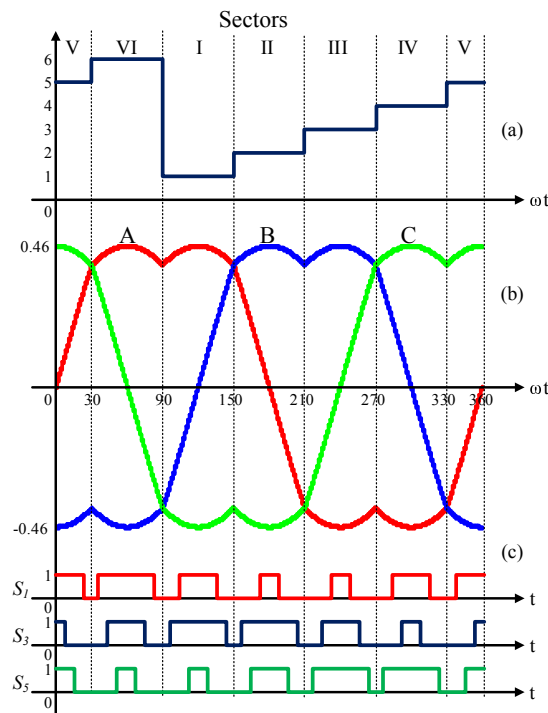 Sectors
V VI I II III IV V
6
5
4
3
2
1
0
(a)
ωt
0.46
A B C
(b)
0 30 90 150 210 270 330 360
ωt
-0.46
(c)
1
S1
0
t
1
S3
0
t
1
S5
0
t